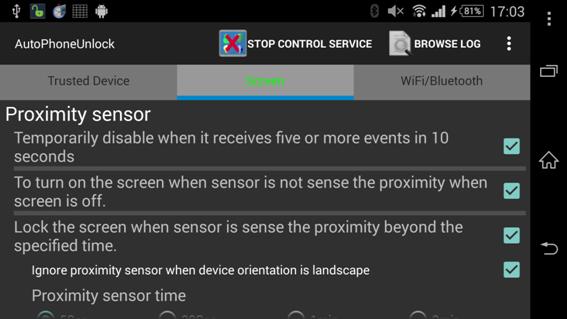 81% 17:03
AutoPhoneUnlock STOP CONTROL SERVICE BROWSE LOG
Trusted Device Screen WiFi/Bluetooth
Proximity sensor
Temporarily disable when it receives five or more events in 10
seconds
To turn on the screen when sensor is not sense the proximity when
screen is off.
Lock the screen when sensor is sense the proximity beyond the
specified time.
Ignore proximity sensor when device orientation is landscape
Proximity sensor time